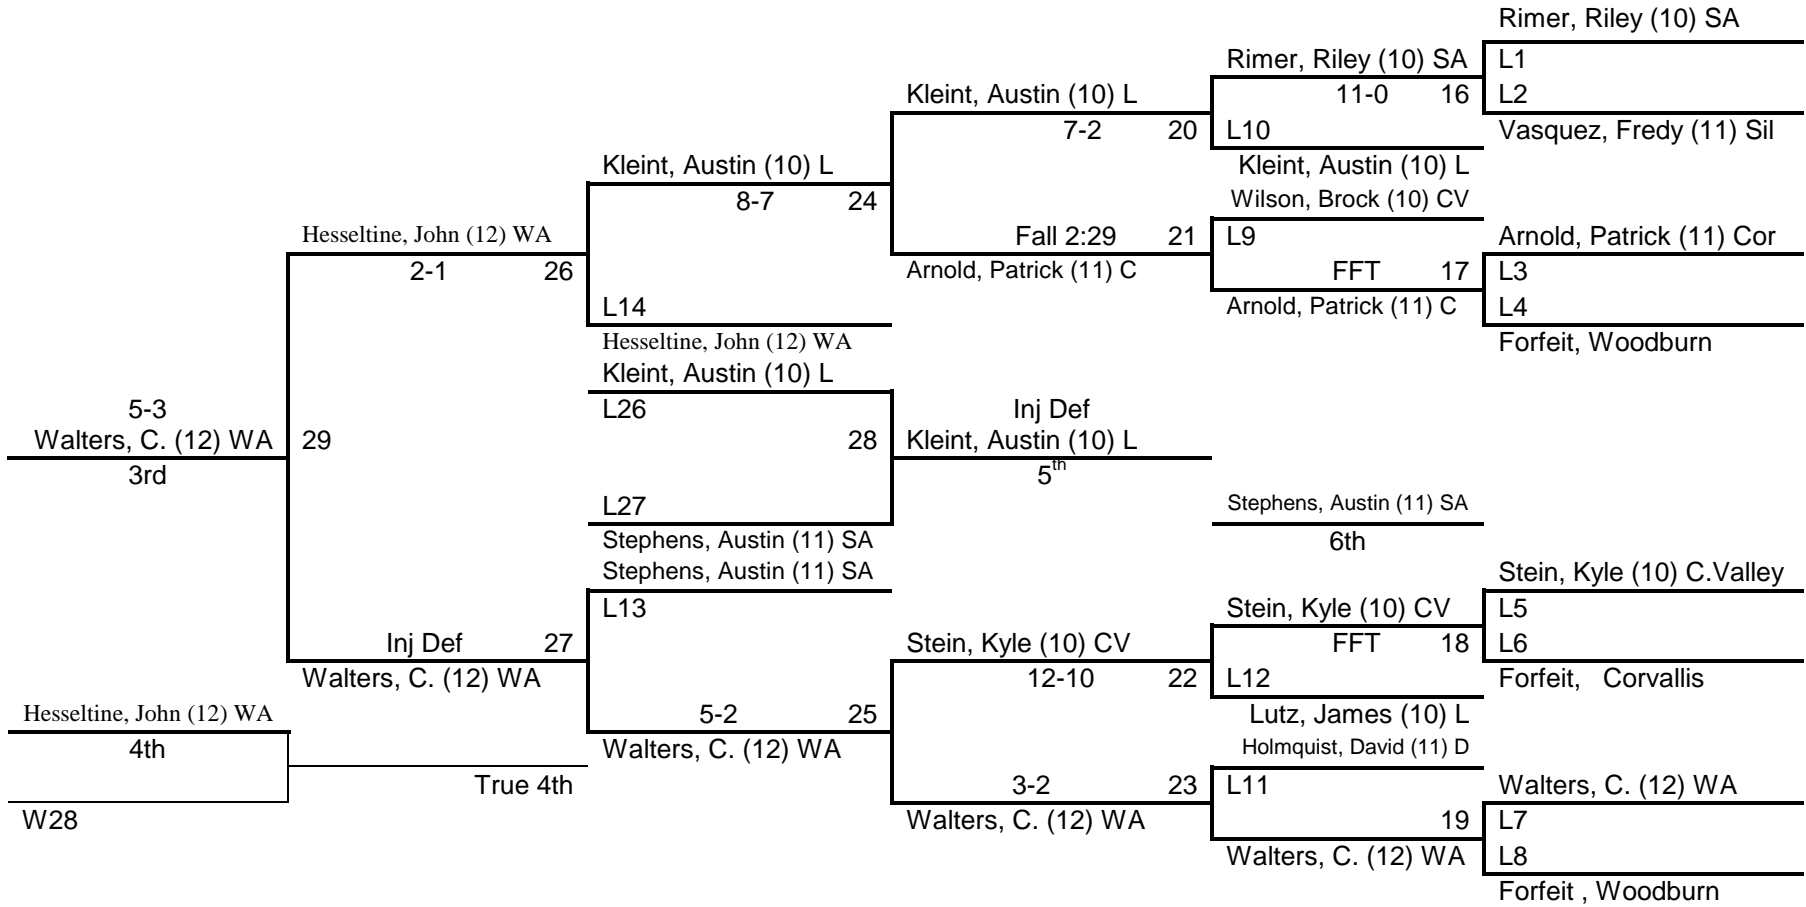 Rimer, Riley (10) SA
Rimer, Riley (10) SA L1
Kleint, Austin (10) L 11-0 16 L2
7-2 20 L10 Vasquez, Fredy (11) Sil
Kleint, Austin (10) L Kleint, Austin (10) L
8-7 24 Wilson, Brock (10) CV
Hesseltine, John (12) WA Fall 2:29 21 L9 Arnold, Patrick (11) Cor
2-1 26 Arnold, Patrick (11) C FFT 17 L3
L14 Arnold, Patrick (11) C L4
Hesseltine, John (12) WA Forfeit, Woodburn
Kleint, Austin (10) L
5-3 L26 Inj Def
Walters, C. (12) WA 29 28 Kleint, Austin (10) L
3rd 5th
L27 Stephens, Austin (11) SA
Stephens, Austin (11) SA 6th
Stephens, Austin (11) SA Stein, Kyle (10) C.Valley
L13 Stein, Kyle (10) CV L5
Inj Def 27 Stein, Kyle (10) CV FFT 18 L6
Walters, C. (12) WA 12-10 22 L12 Forfeit, Corvallis
Hesseltine, John (12) WA 5-2 25 Lutz, James (10) L
4th Walters, C. (12) WA Holmquist, David (11) D
True 4th 3-2 23 L11 Walters, C. (12) WA
W28 Walters, C. (12) WA 19 L7
Walters, C. (12) WA L8
Forfeit , Woodburn